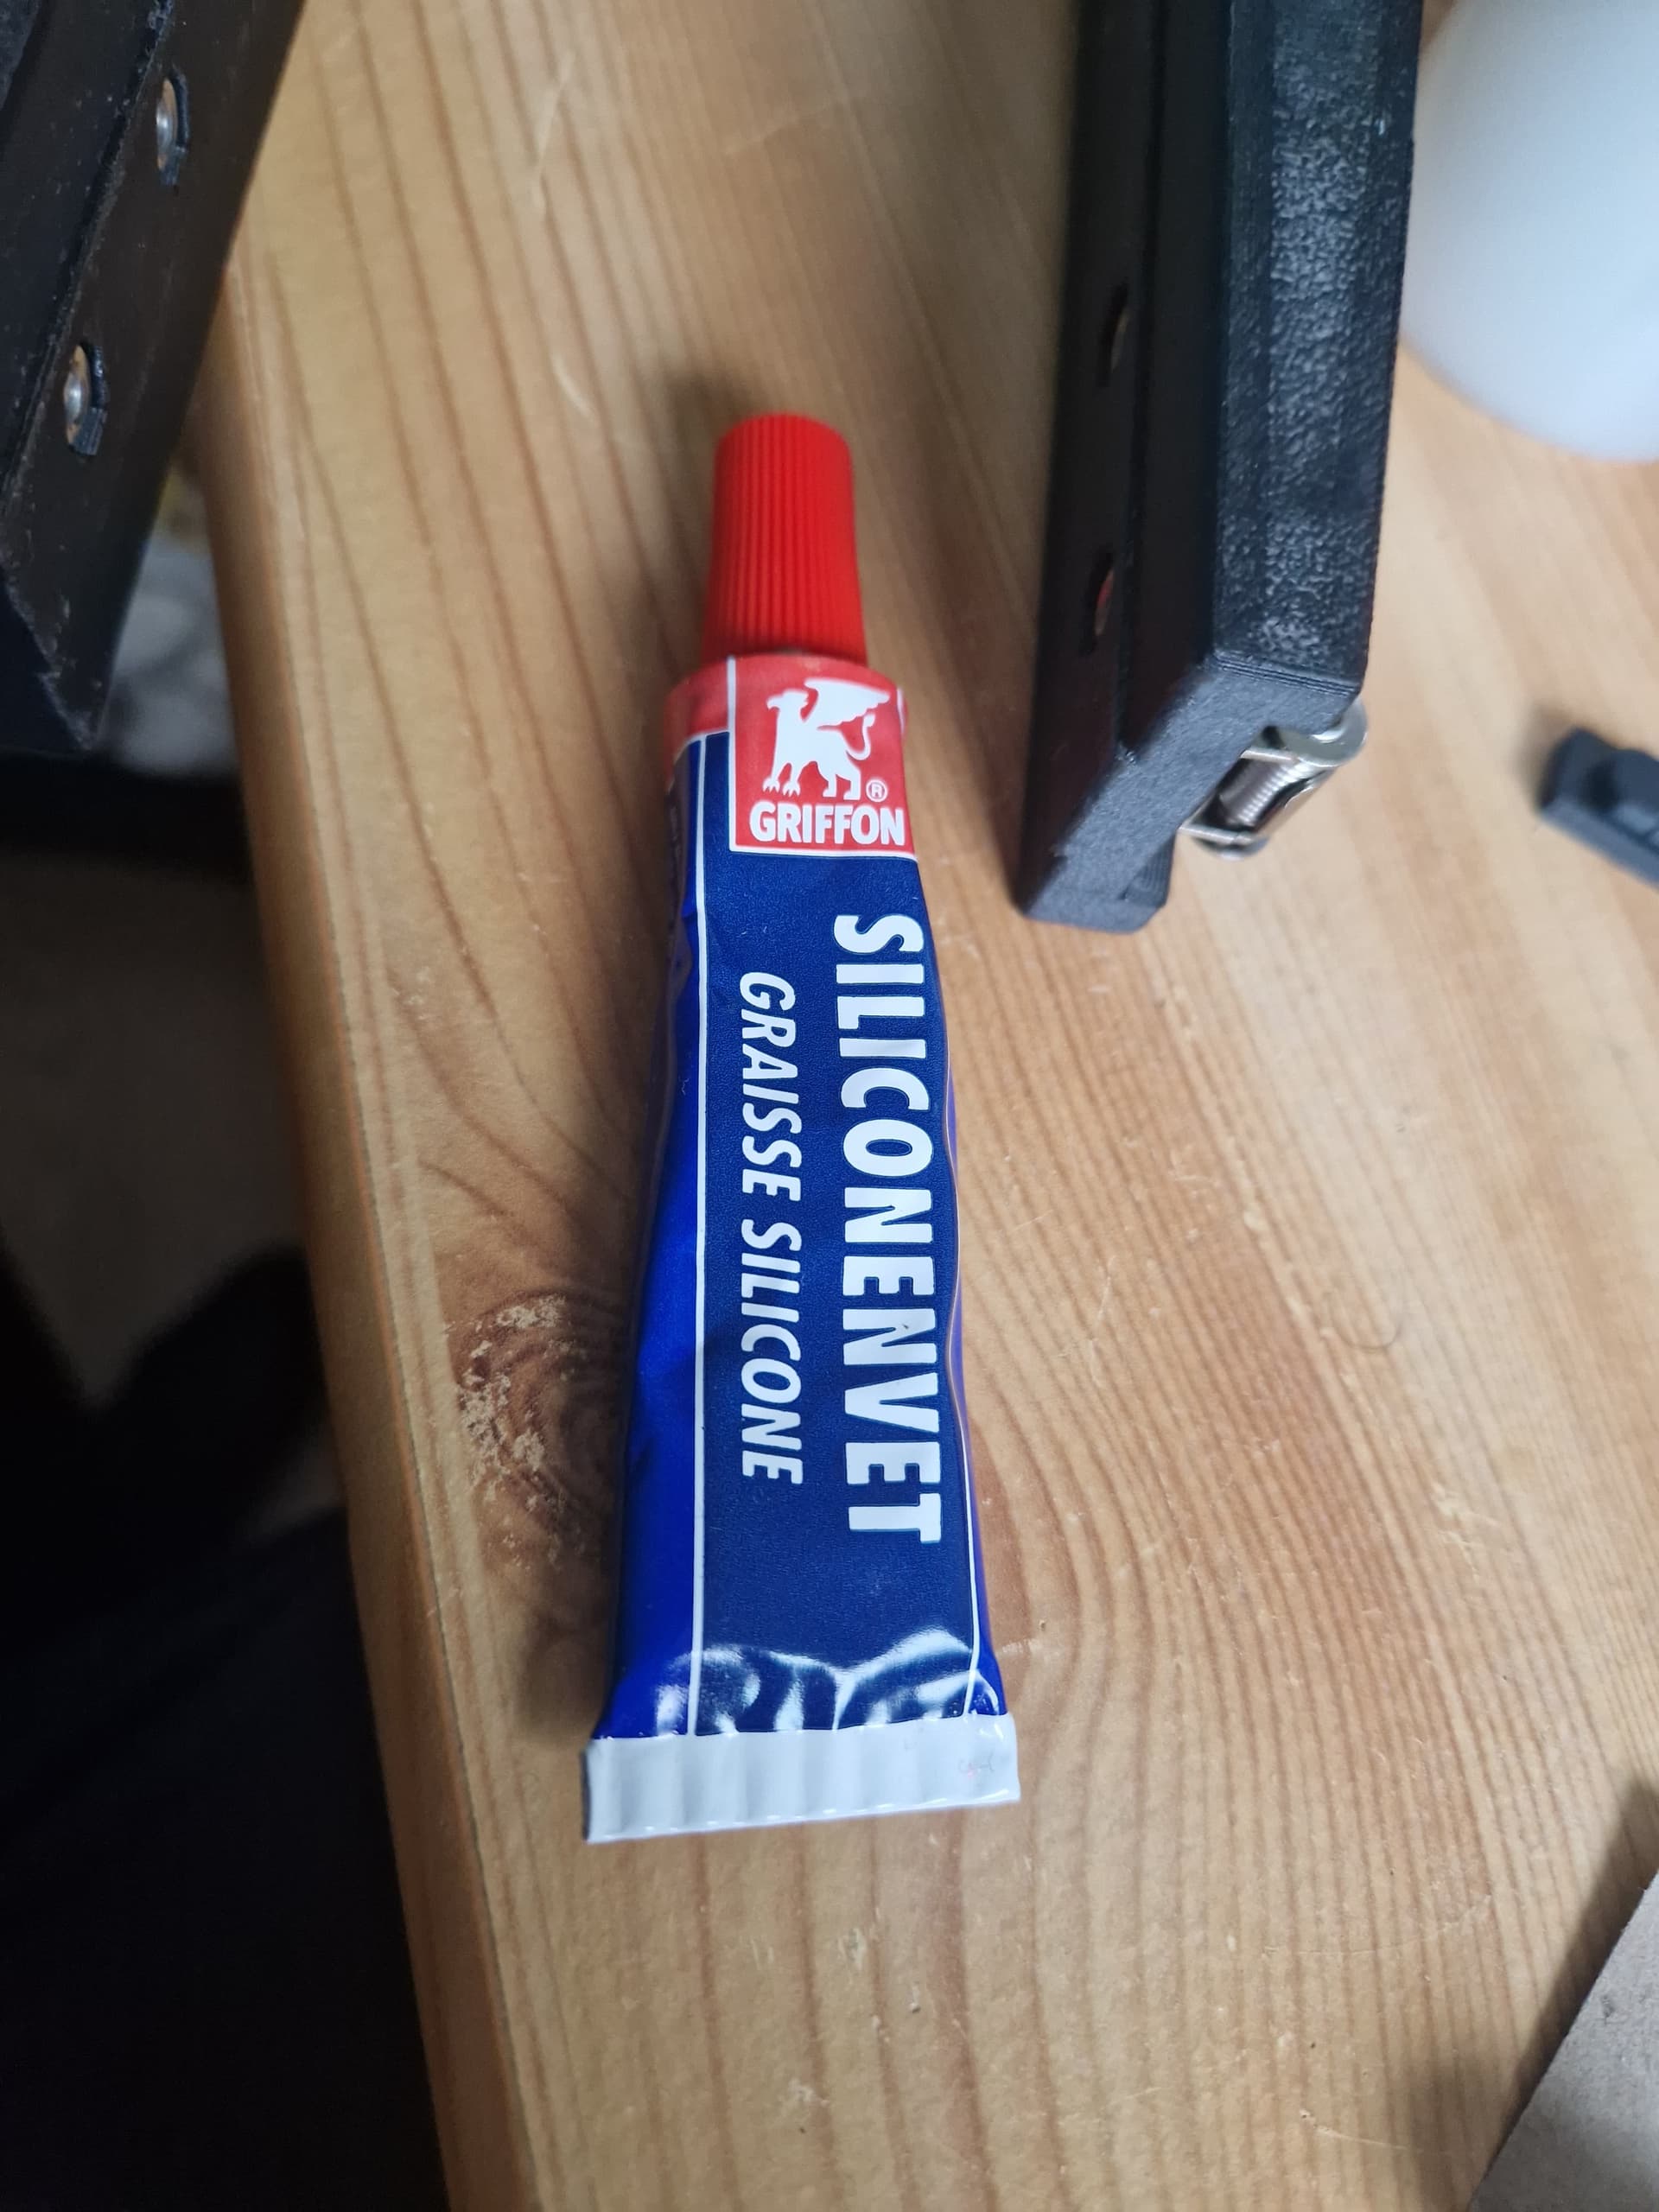 ®
GRIFFON
SILICONENVET
GRAISSE SILICONE